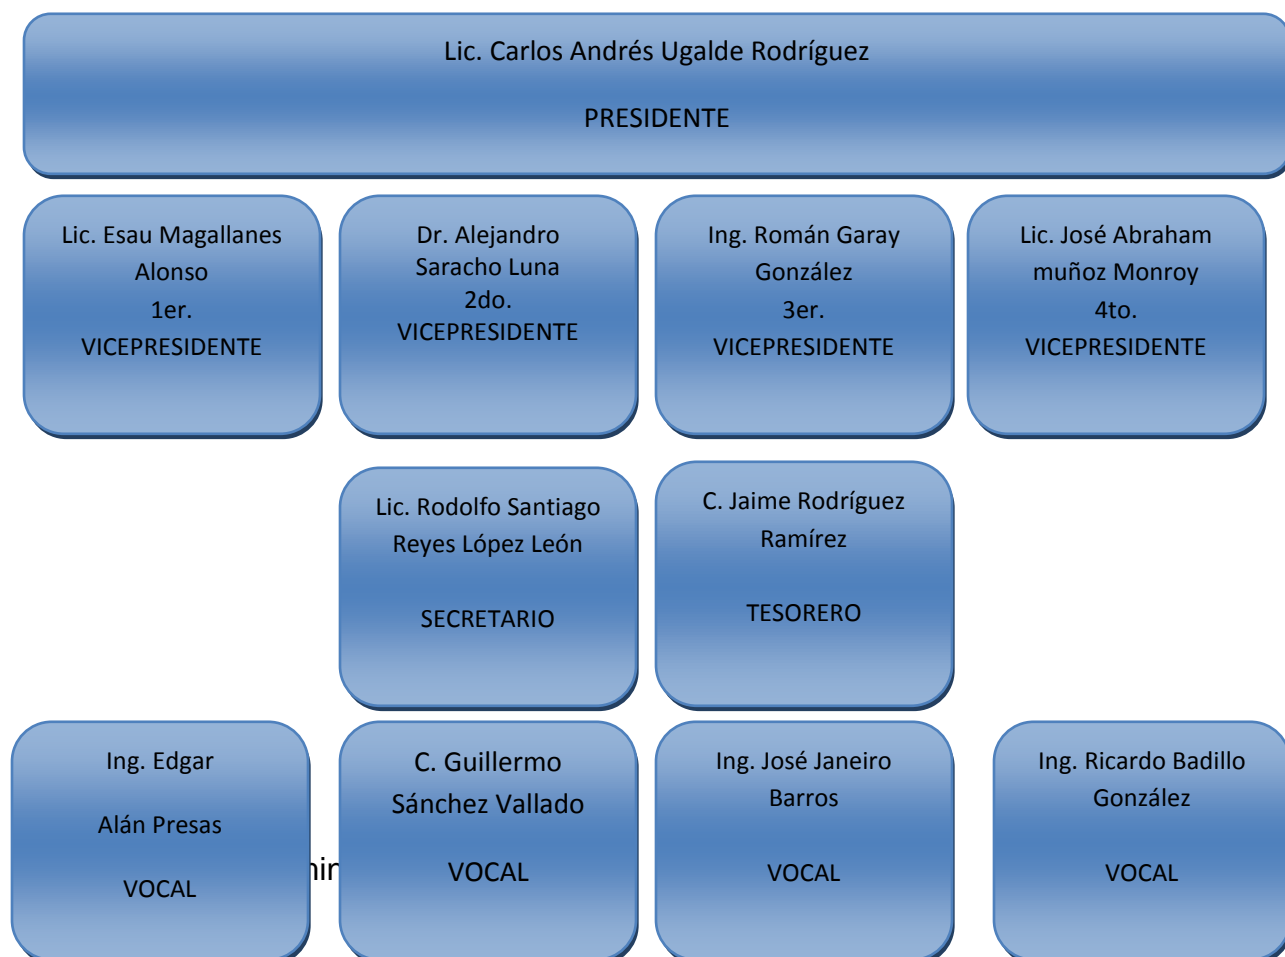 Lic. Carlos Andrés Ugalde Rodríguez
PRESIDENTE
Lic. Esau Magallanes
Alonso
1er.
VICEPRESIDENTE
Dr. Alejandro
Saracho Luna
2do.
VICEPRESIDENTE
Ing. Román Garay
González
3er.
VICEPRESIDENTE
Lic. José Abraham
muñoz Monroy
4to.
VICEPRESIDENTE
Lic. Rodolfo Santiago
Reyes López León
SECRETARIO
C. Jaime Rodríguez
Ramírez
TESORERO
Ing. Edgar
Alán Presas
VOCAL
C. Guillermo
Sánchez Vallado
VOCAL
Ing. José Janeiro
Barros
VOCAL
Ing. Ricardo Badillo
González
VOCAL